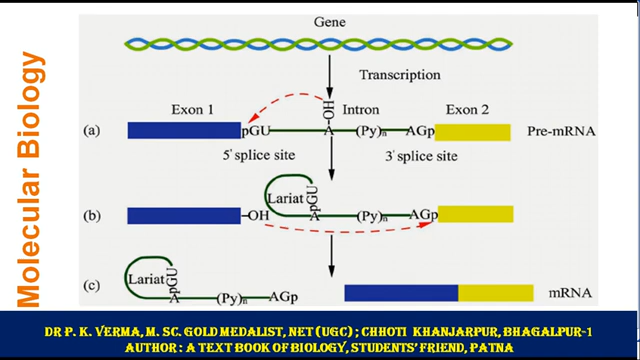 Molecular Biology
Gene
Transcription
OH
Exon 1
Intron
Exon 2
(a)
pGU
A
(Py)n
AGp
Pre-mRNA
5' splice site
3' splice site
Lariat
pGU
(b)
-OH
A
(Py)n
AGp
Lariat
pGU
(c)
A
(Py)n
AGp
mRNA
DR P. K. VERMA, M. SC. GOLD MEDALIST, NET (UGC) ; CHHOTI KHANJARPUR, BHAGALPUR-1
AUTHOR : A TEXT BOOK OF BIOLOGY, STUDENTS' FRIEND, PATNA